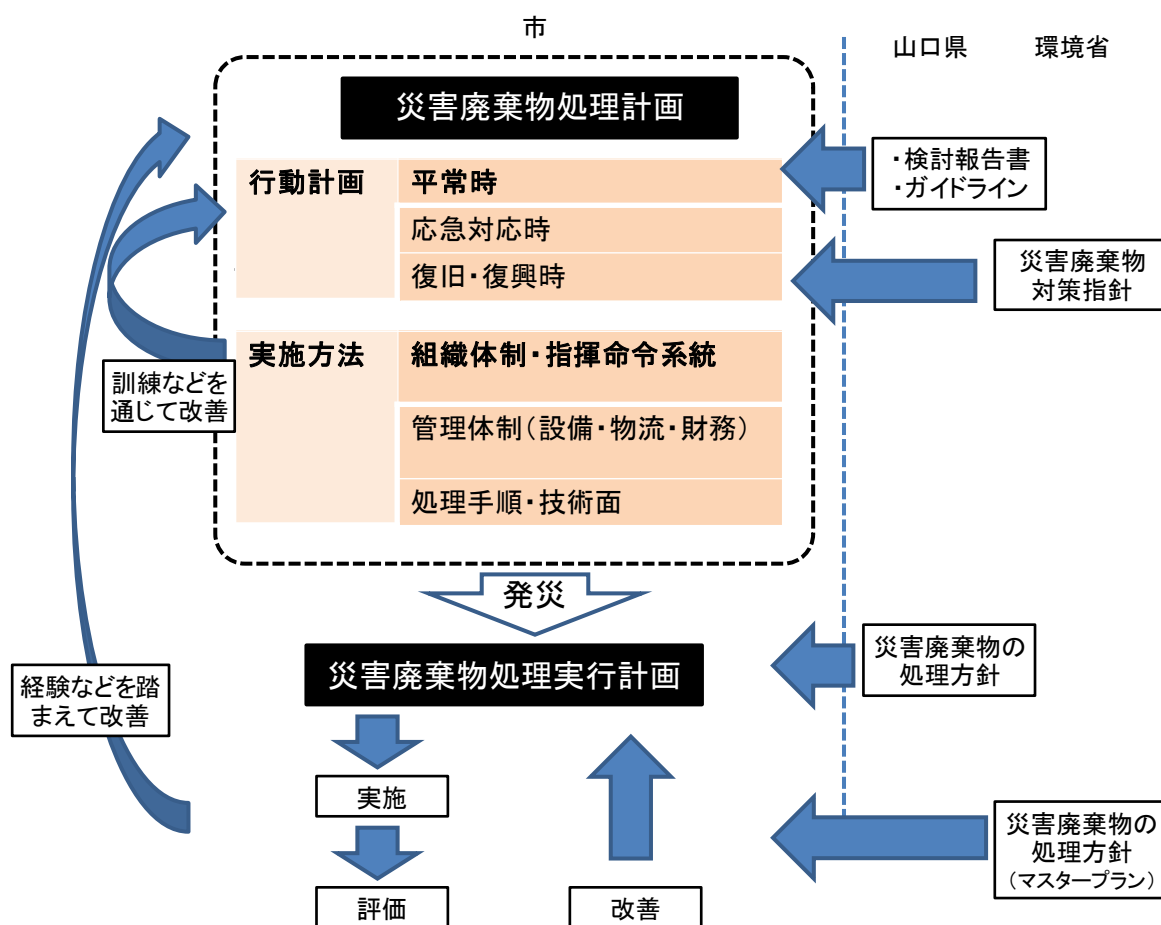 市
山口県
環境省
災害廃棄物処理計画
行動計画
平常時
応急対応時
復旧・復興時
・検討報告書
・ガイドライン
災害廃棄物
対策指針
実施方法
組織体制・指揮命令系統
管理体制(設備・物流・財務)
処理手順・技術面
訓練などを
通じて改善
発災
災害廃棄物処理実行計画
災害廃棄物の
処理方針
経験などを踏
まえて改善
実施
評価
改善
災害廃棄物の
処理方針
(マスタープラン)